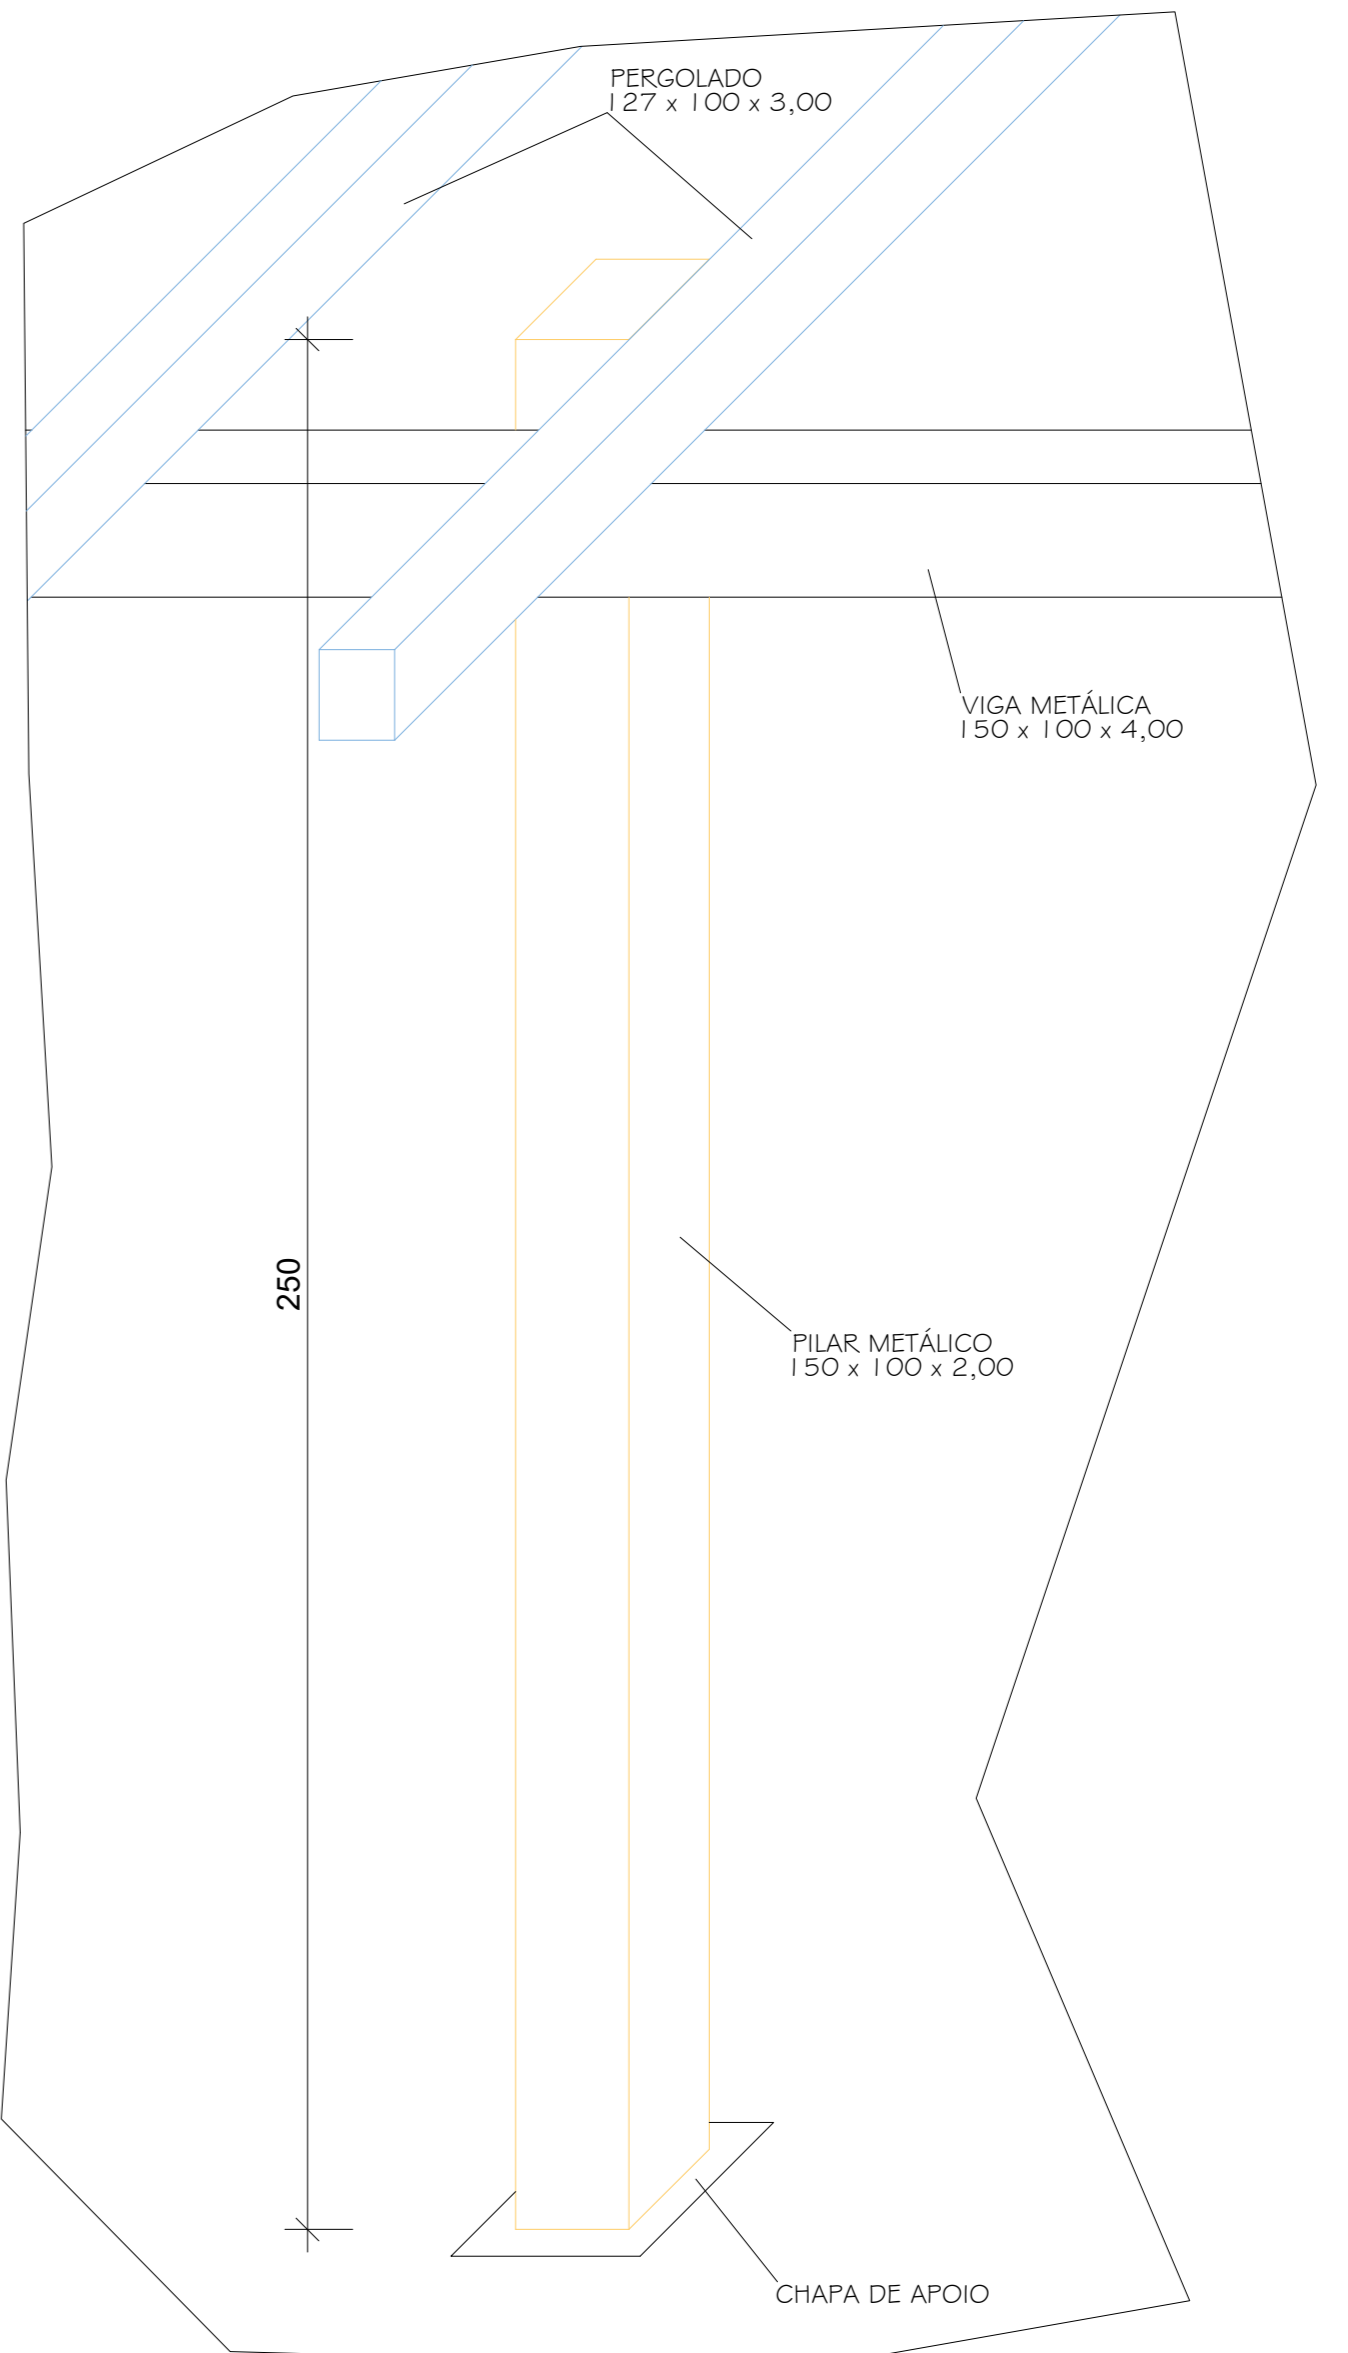 PERGOLADO
127 x 100 x 3,00
VIGA METÁLICA
150 x 100 x 4,00
250
PILAR METÁLICO
150 x 100 x 2,00
CHAPA DE APOIO